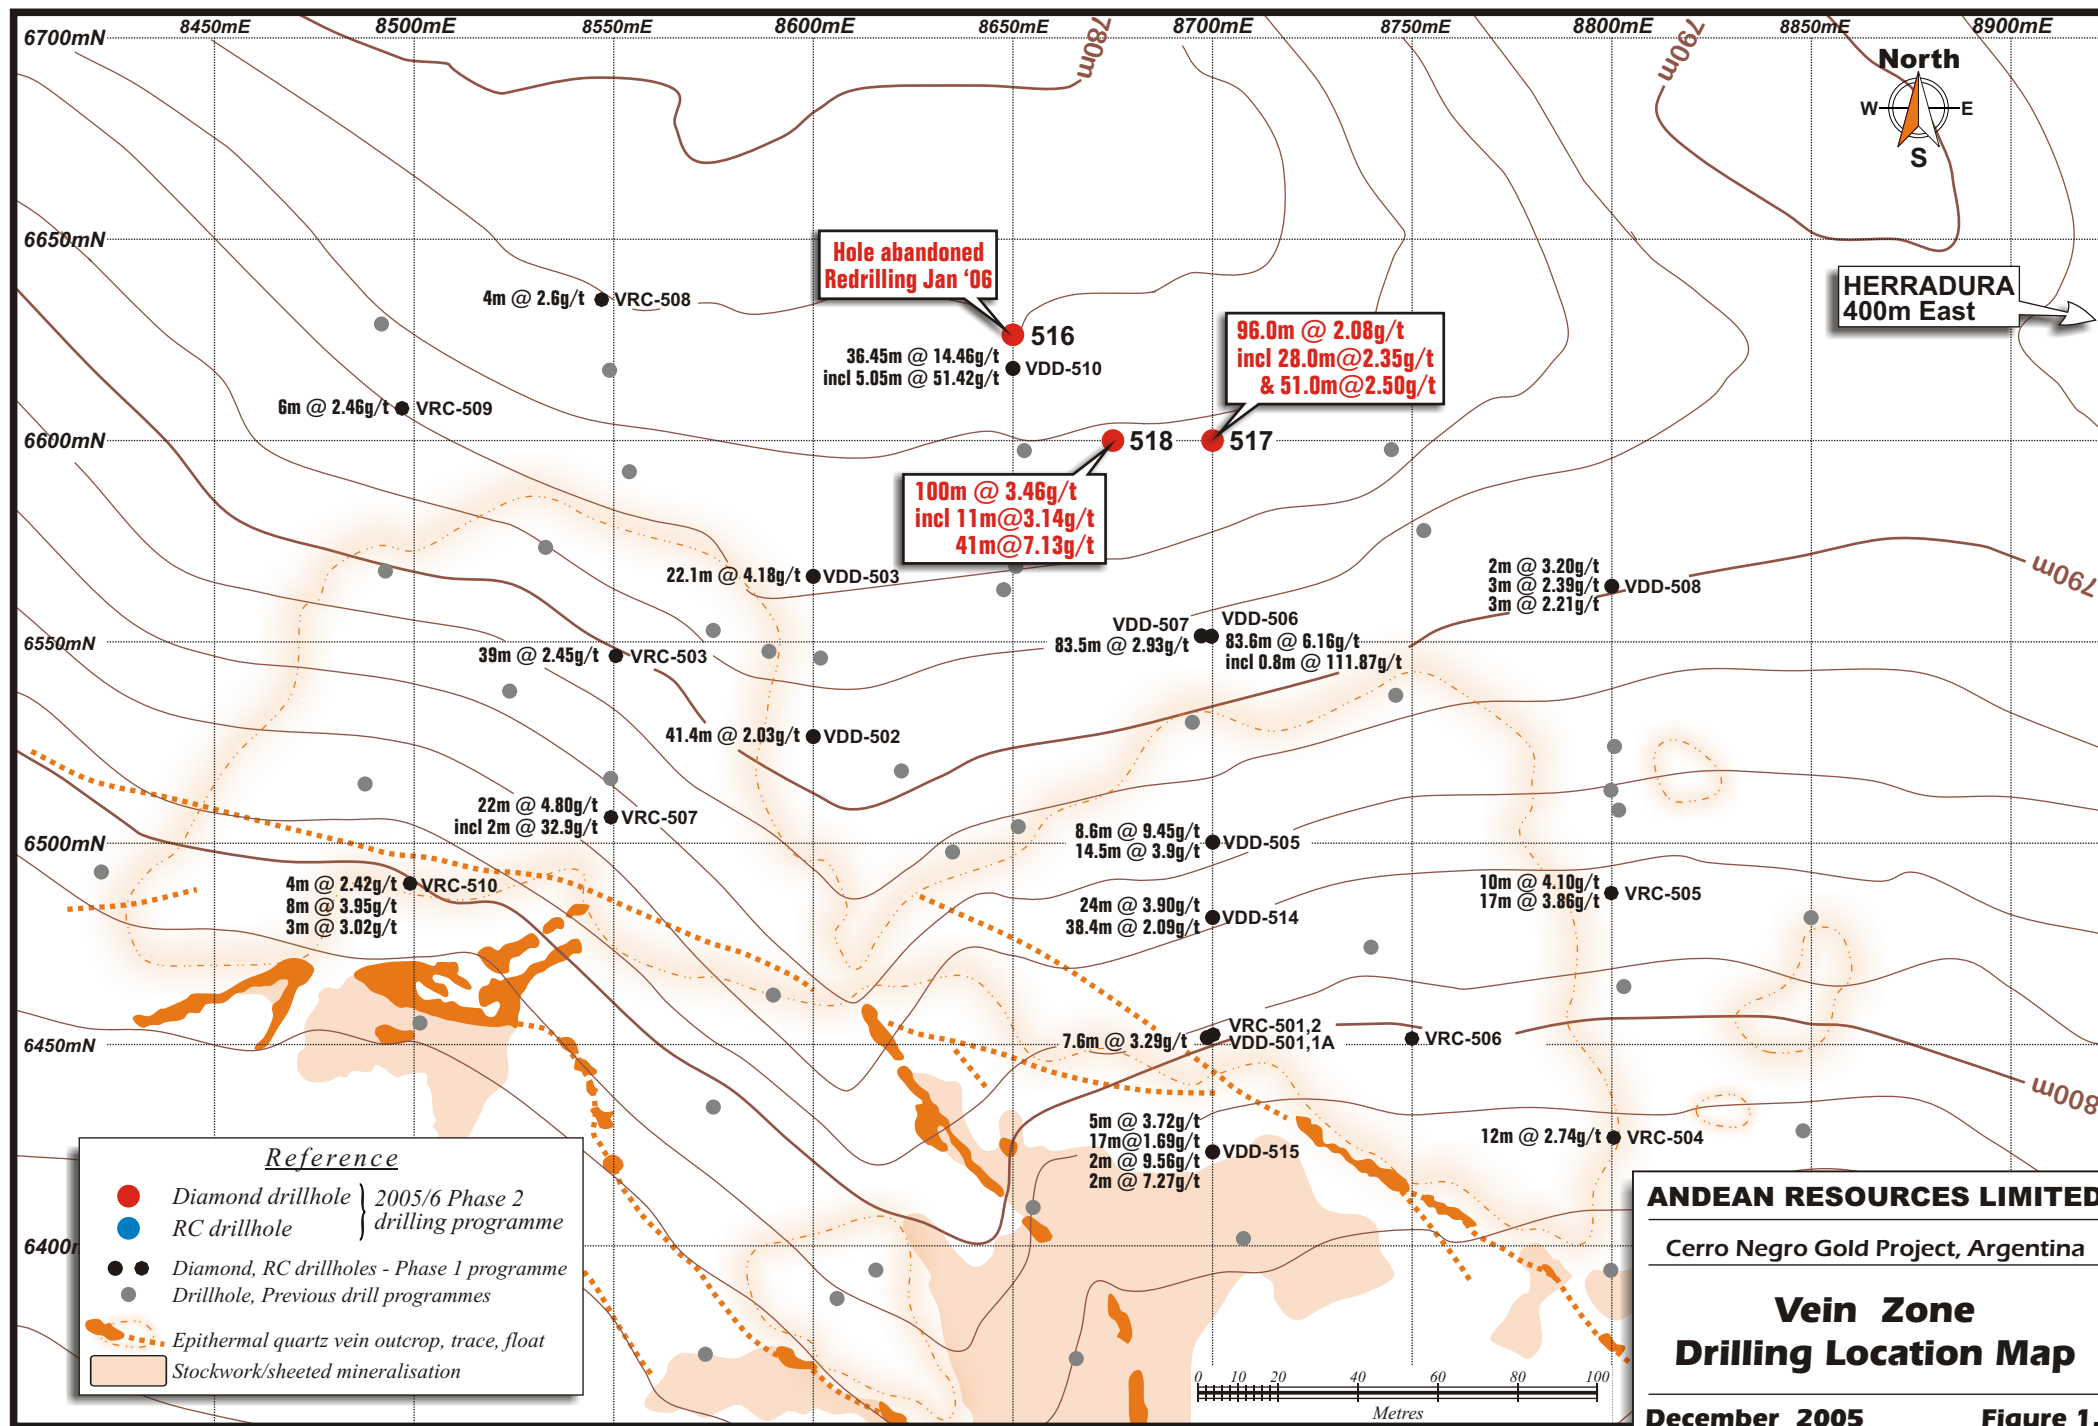 8450mE 8500mE 8550mE 8600mE 8650mE 8700mE 8750mE 8800mE 8850mE 8900mE
6700mN
780m
790m
North
W E
S
6650mN
Hole abandoned
Redrilling Jan ‘06
HERRADURA
400m East
4m @ 2.6g/t VRC-508
516
36.45m @ 14.46g/t
incl 5.05m @ 51.42g/t
VDD-510
96.0m @ 2.08g/t
incl 28.0m@2.35g/t
& 51.0m@2.50g/t
6m @ 2.46g/t VRC-509
6600mN
518
517
100m @ 3.46g/t
incl 11m@3.14g/t
41m@7.13g/t
22.1m @ 4.18g/t VDD-503
2m @ 3.20g/t
3m @ 2.39g/t
3m @ 2.21g/t
VDD-508
790m
VDD-507
83.5m @ 2.93g/t
VDD-506
83.6m @ 6.16g/t
incl 0.8m @ 111.87g/t
6550mN
39m @ 2.45g/t VRC-503
41.4m @ 2.03g/t VDD-502
22m @ 4.80g/t
incl 2m @ 32.9g/t
VRC-507
8.6m @ 9.45g/t
14.5m @ 3.9g/t
VDD-505
6500mN
4m @ 2.42g/t
8m @ 3.95g/t
3m @ 3.02g/t
VRC-510
24m @ 3.90g/t
38.4m @ 2.09g/t
VDD-514
10m @ 4.10g/t
17m @ 3.86g/t
VRC-505
6450mN
7.6m @ 3.29g/t
VRC-501,2
VDD-501,1A
VRC-506
800m
5m @ 3.72g/t
17m@1.69g/t
2m @ 9.56g/t
2m @ 7.27g/t
VDD-515
12m @ 2.74g/t VRC-504
6400m
Reference
Diamond drillhole
RC drillhole
2005/6 Phase 2
drilling programme
Diamond, RC drillholes - Phase 1 programme
Drillhole, Previous drill programmes
Epithermal quartz vein outcrop, trace, float
Stockwork/sheeted mineralisation
0 10 20 40 60 80 100
Metres
ANDEAN RESOURCES LIMITED
Cerro Negro Gold Project, Argentina
Vein Zone
Drilling Location Map
December 2005 Figure 1.